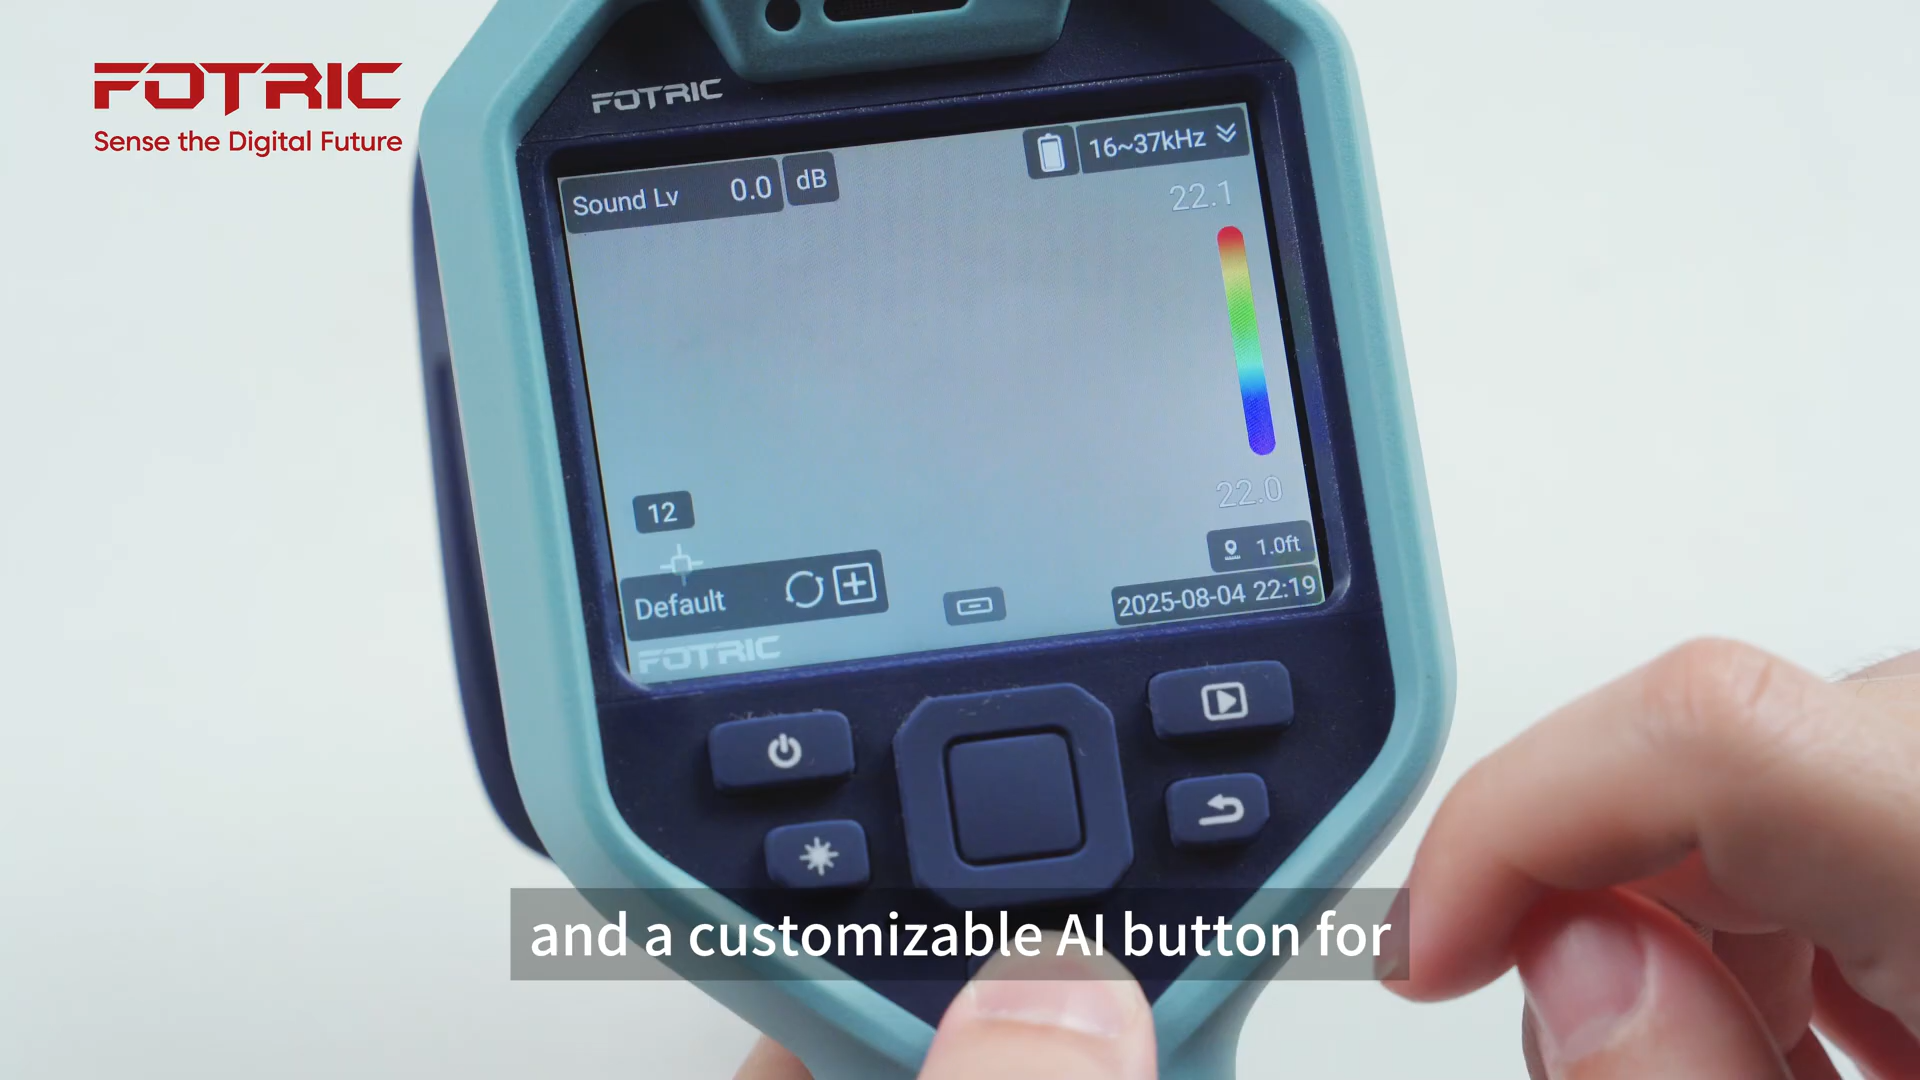 FOTRIC
Sense the Digital Future
FOTRIC
Sound Lv 0.0 dB
16~37kHz
22.1
22.0
12
1.0ft
Default
2025-08-04 22:19
FOTRIC
and a customizable AI button for